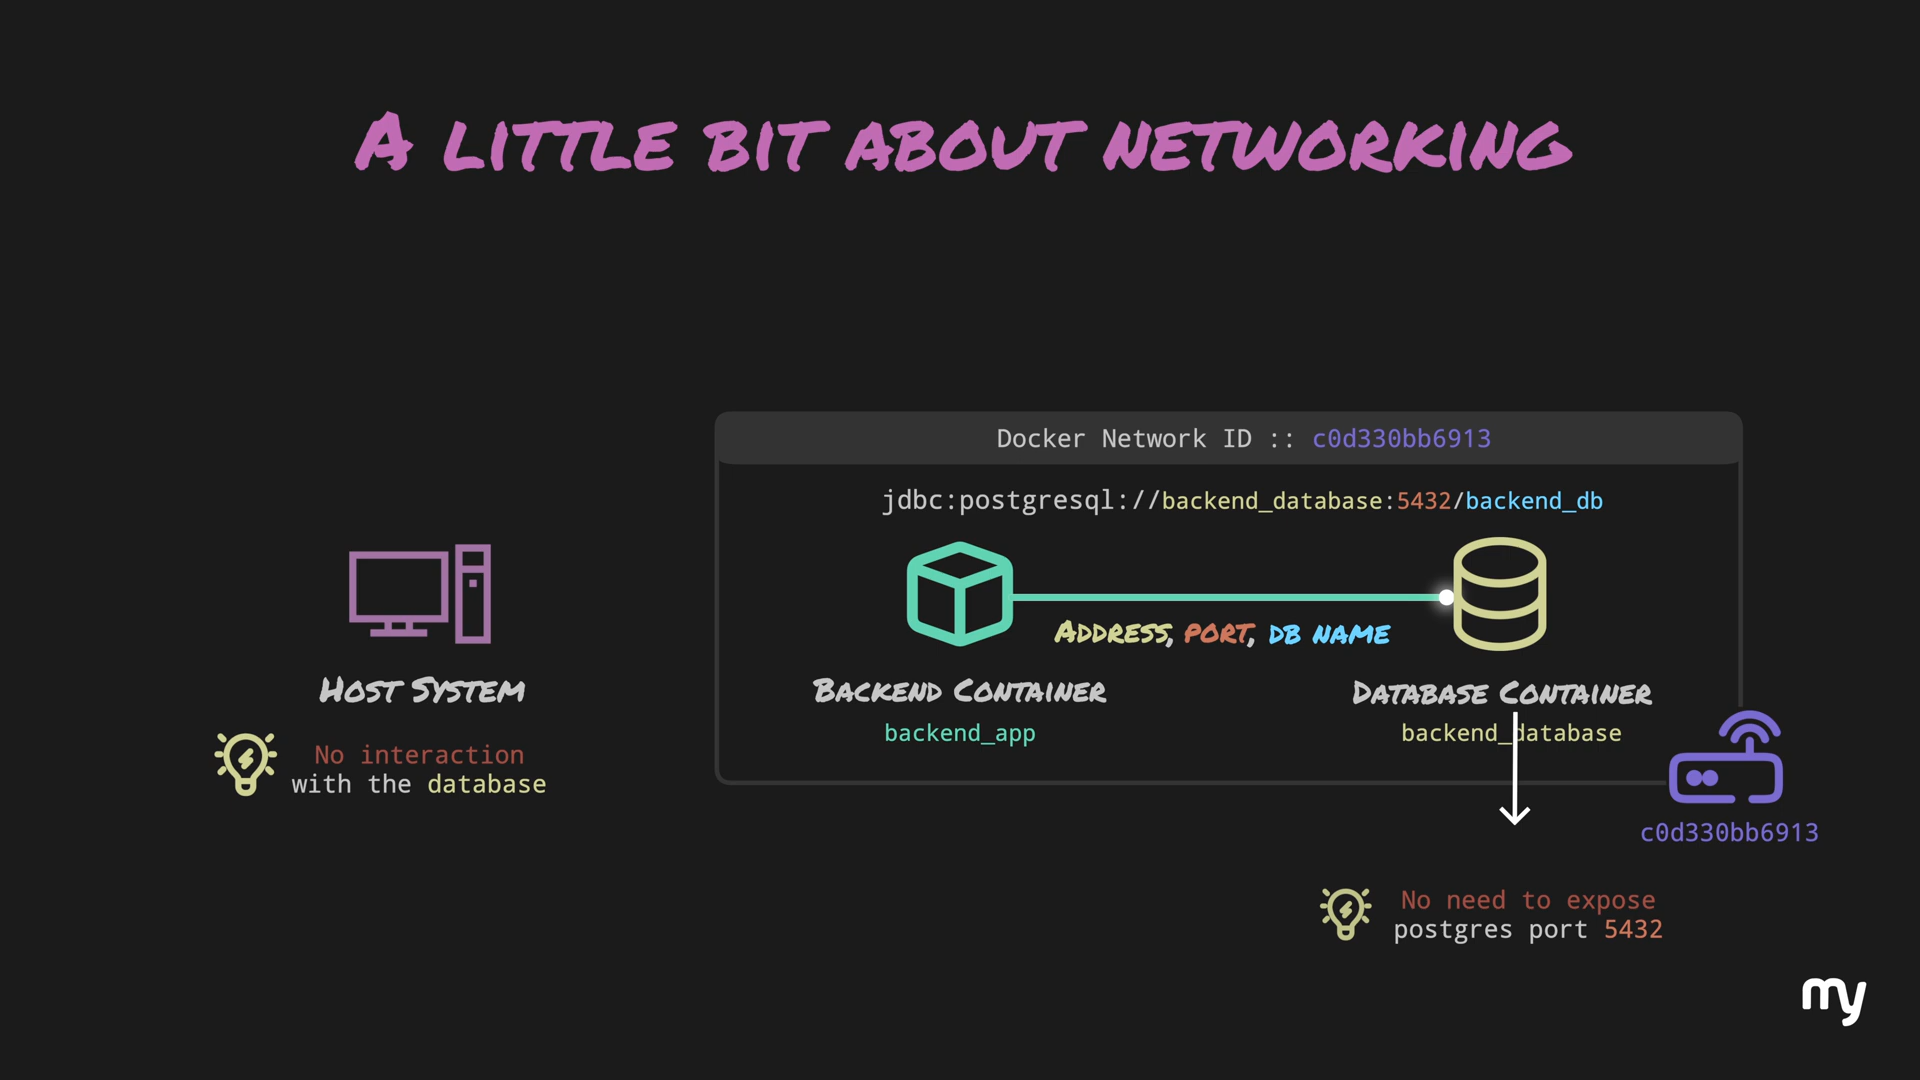 A LITTLE BIT ABOUT NETWORKING
Docker Network ID :: c0d330bb6913
jdbc:postgresql://backend_database:5432/backend_db
ADDRESS, PORT, DB NAME
HOST SYSTEM
BACKEND CONTAINER
DATABASE CONTAINER
backend_app
backend_database
No interaction
with the database
c0d330bb6913
No need to expose
postgres port 5432
my